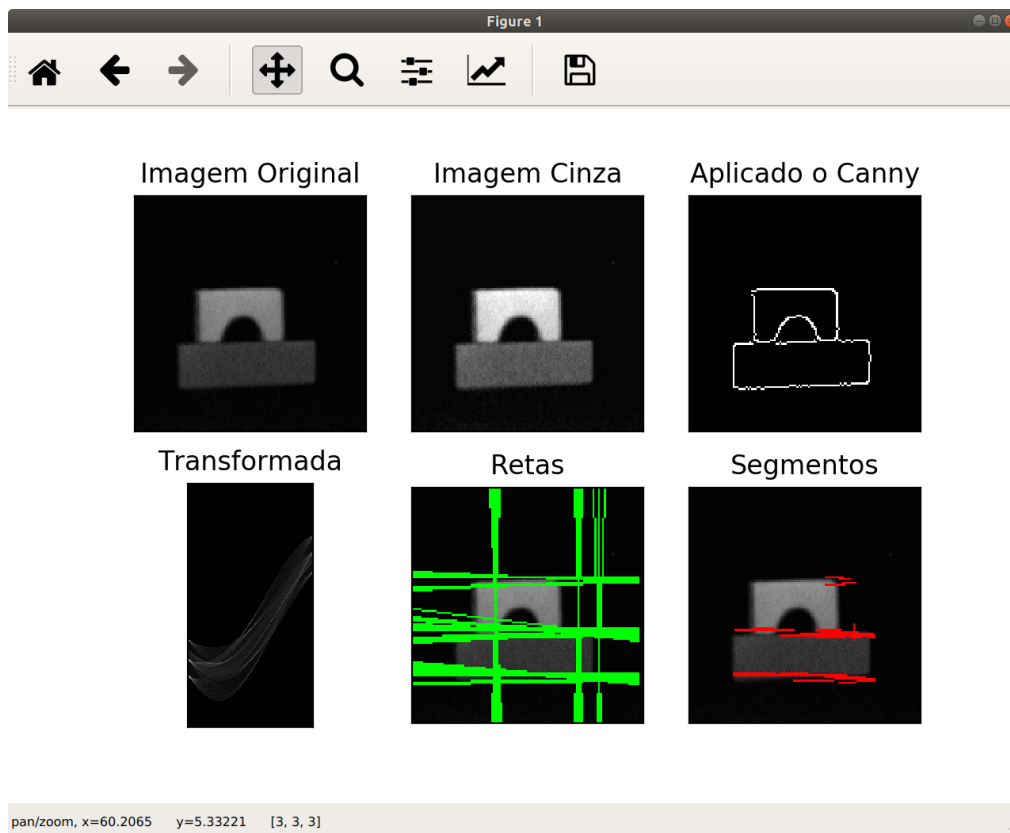 Figure 1
Imagem Original
Imagem Cinza
Aplicado o Canny
Transformada
Retas
Segmentos
pan/zoom, x=60.2065 y=5.33221 [3, 3, 3]